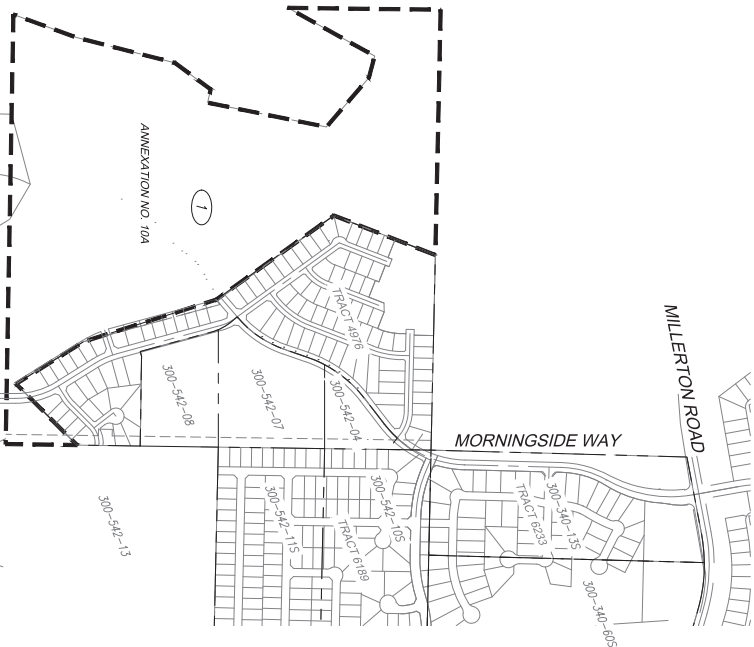 ANNEXATION NO. 10A
1
TRACT 4976
MILLERTON ROAD
300-542-08
300-542-07
300-542-04
MORNINGSIDE WAY
300-542-13
300-542-11S
TRACT 6189
300-542-10S
TRACT 6233
300-340-13S
300-340-60S